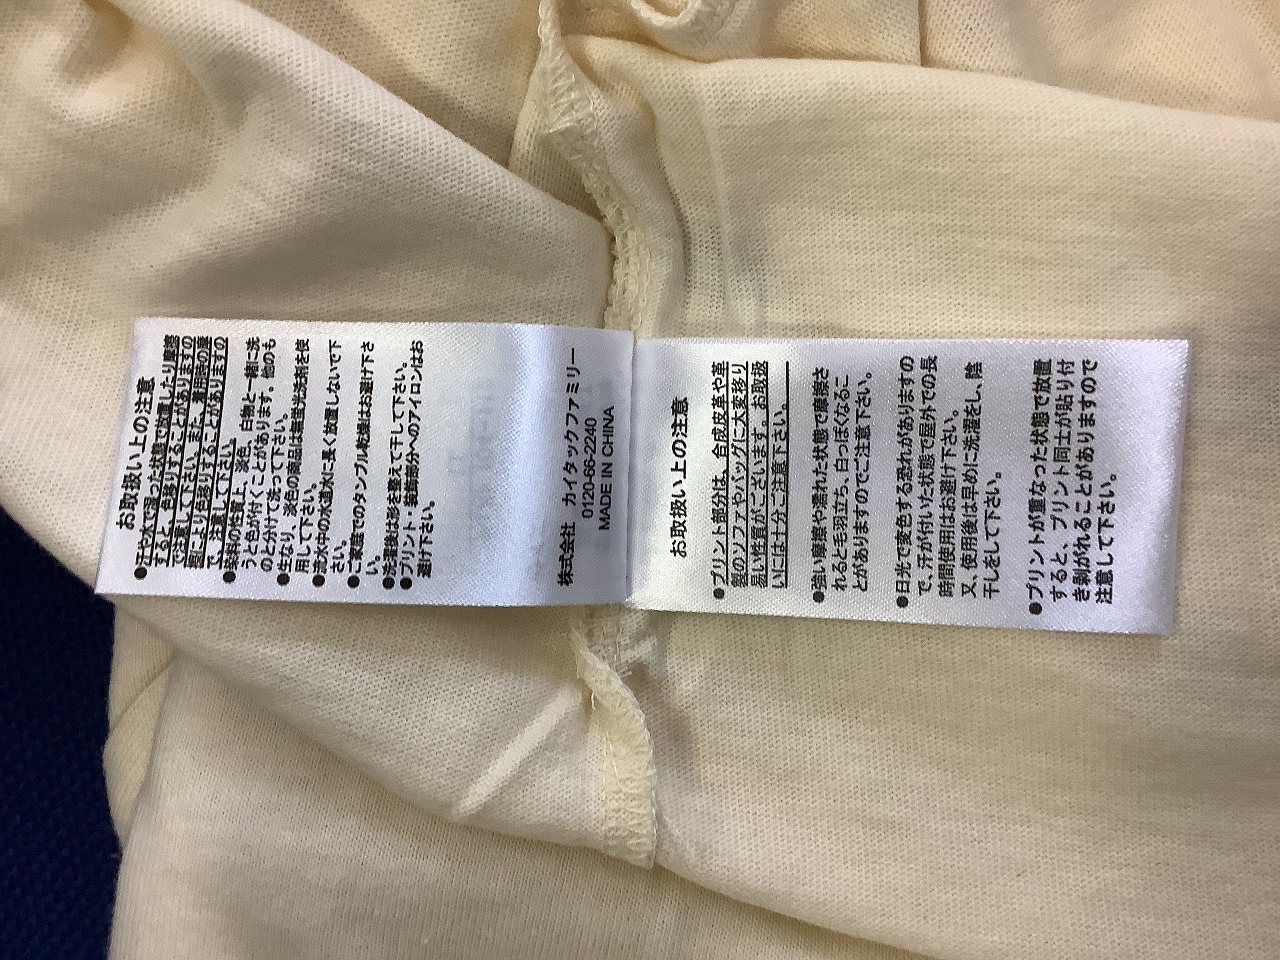 お取扱い上の注意
●汗や水で湿った状態で放置したり摩擦
すると、色移りすることがありますの
で注意して下さい。また、着用時の摩
擦により色移りすることがありますの
で、注意して下さい。
●染料の性質上、淡色、白物と一緒に洗
うと色が付くことがあります。他のも
のと分けて洗って下さい。
●生なり、淡色の商品は無蛍光洗剤を使
用して下さい。
●流水中の水道水に長く放置しないで下
さい。
●ご家庭でのタンブル乾燥はお避け下さ
い。
●洗濯後は形を整えて干して下さい。
●プリント・装飾部分へのアイロンはお
避け下さい。
株式会社 カイタックファミリー
0120-66-2240
MADE IN CHINA
お取扱い上の注意
●プリント部分は、合成皮革や革
製のソファやバッグに大変移り
易い性質がございます。お取扱
いには十分ご注意下さい。
●強い摩擦や濡れた状態で摩擦さ
れると毛羽立ち、白っぽくなるこ
とがありますのでご注意下さい。
●日光で変色する恐れがありますの
で、汗が付いた状態で屋外での長
時間使用はお避け下さい。
又、使用後は早めに洗濯をし、陰
干しをして下さい。
●プリントが重なった状態で放置
すると、プリント同士が貼り付
き剥がれることがありますので
注意して下さい。